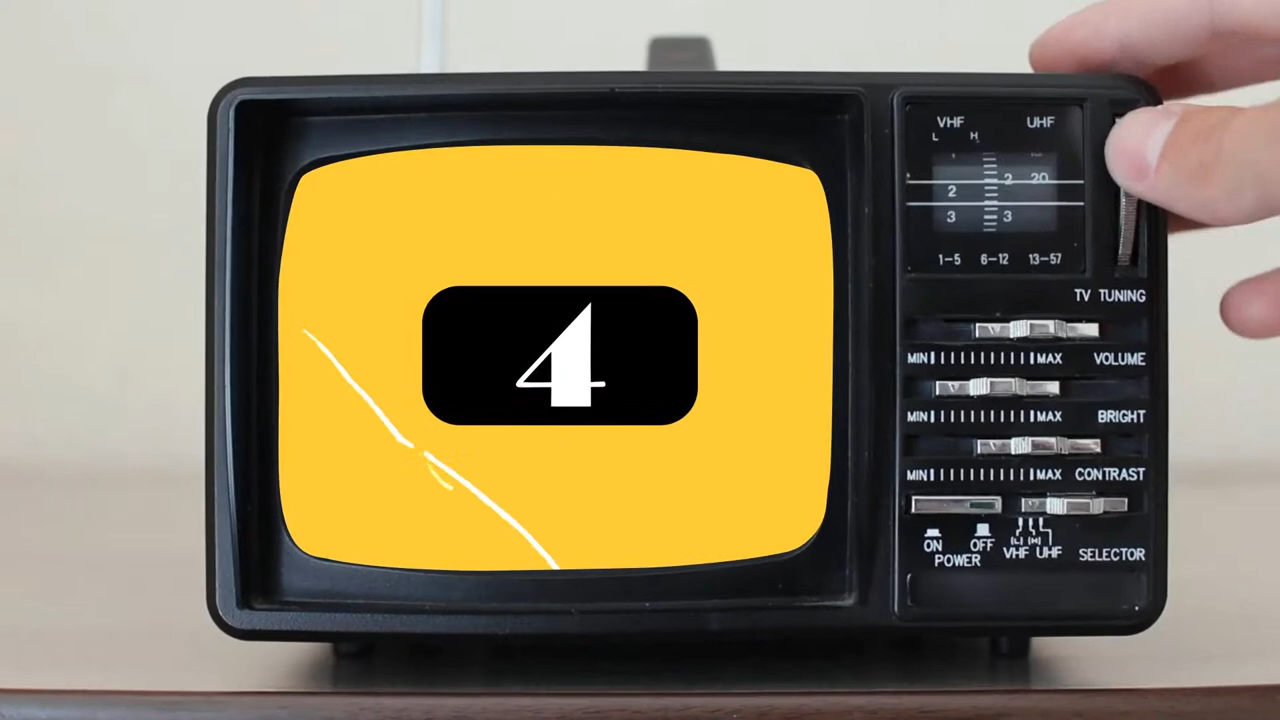 4
VHF UHF
L H
1 2 20
2
3 3
1-5 6-12 13-57
TV TUNING
MIN MAX VOLUME
MIN MAX BRIGHT
MIN MAX CONTRAST
ON OFF
POWER
(L) (H)
VHF UHF
SELECTOR